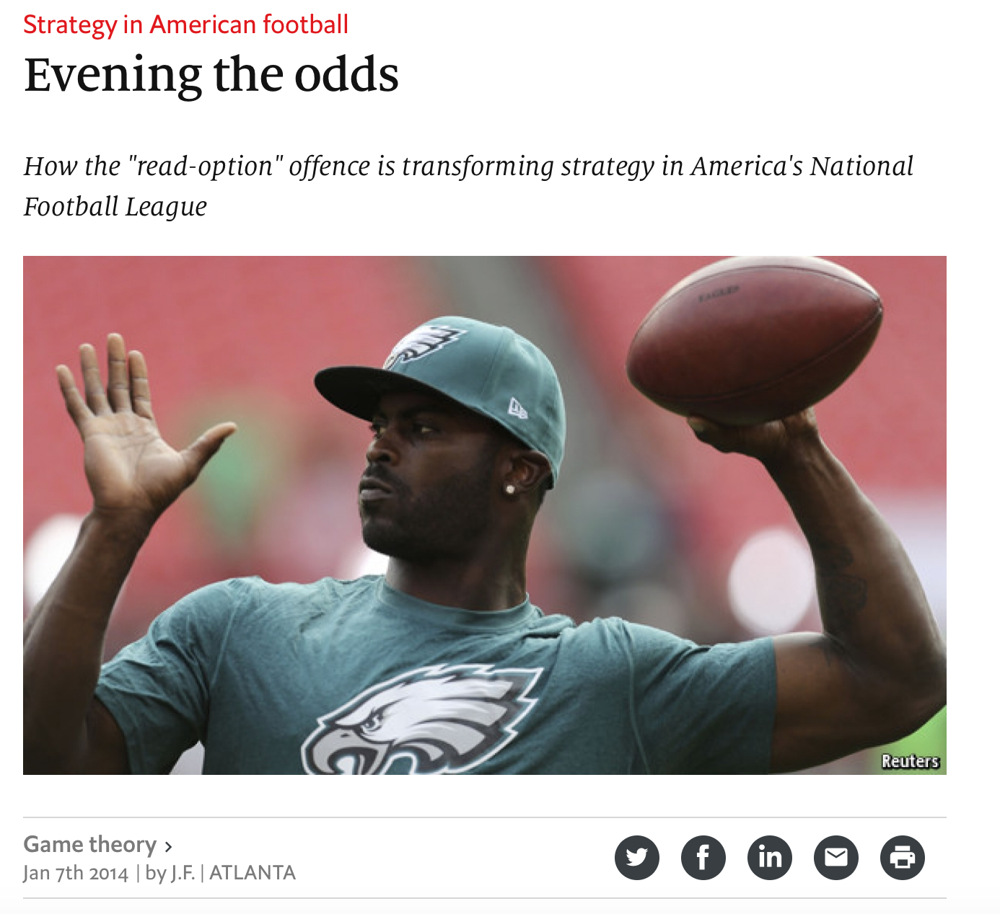 Strategy in American football
Evening the odds
How the "read-option" offence is transforming strategy in America's National
Football League
EAGLES
Reuters
Game theory ›
Jan 7th 2014 | by J.F. | ATLANTA